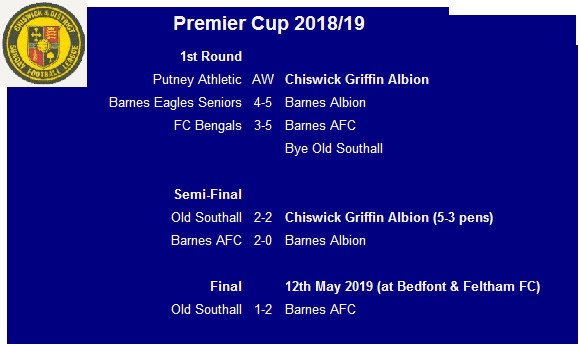 CHISWICK & DISTRICT
SUNDAY FOOTBALL LEAGUE
Premier Cup 2018/19
1st Round
Putney Athletic AW Chiswick Griffin Albion
Barnes Eagles Seniors 4-5 Barnes Albion
FC Bengals 3-5 Barnes AFC
Bye Old Southall
Semi-Final
Old Southall 2-2 Chiswick Griffin Albion (5-3 pens)
Barnes AFC 2-0 Barnes Albion
Final 12th May 2019 (at Bedfont & Feltham FC)
Old Southall 1-2 Barnes AFC